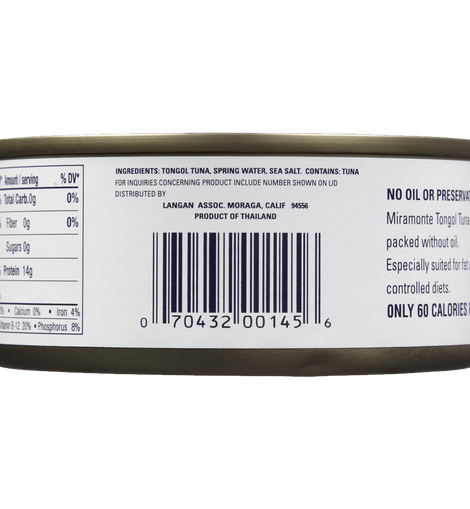 Amount / serving % DV*
Total Carb.0g 0%
Fiber 0g 0%
Sugars 0g
Protein 14g
• Calcium 0% • Iron 4%
B-12 20% • Phosphorus 8%
INGREDIENTS: TONGOL TUNA, SPRING WATER, SEA SALT. CONTAINS: TUNA
FOR INQUIRIES CONCERNING PRODUCT INCLUDE NUMBER SHOWN ON LID
DISTRIBUTED BY
LANGAN ASSOC. MORAGA, CALIF 94556
PRODUCT OF THAILAND
0 70432 00145 6
NO OIL OR
Miramonte Tongol Tuna
packed without oil.
Especially suited for fat
controlled diets.
ONLY 60 CALORIES